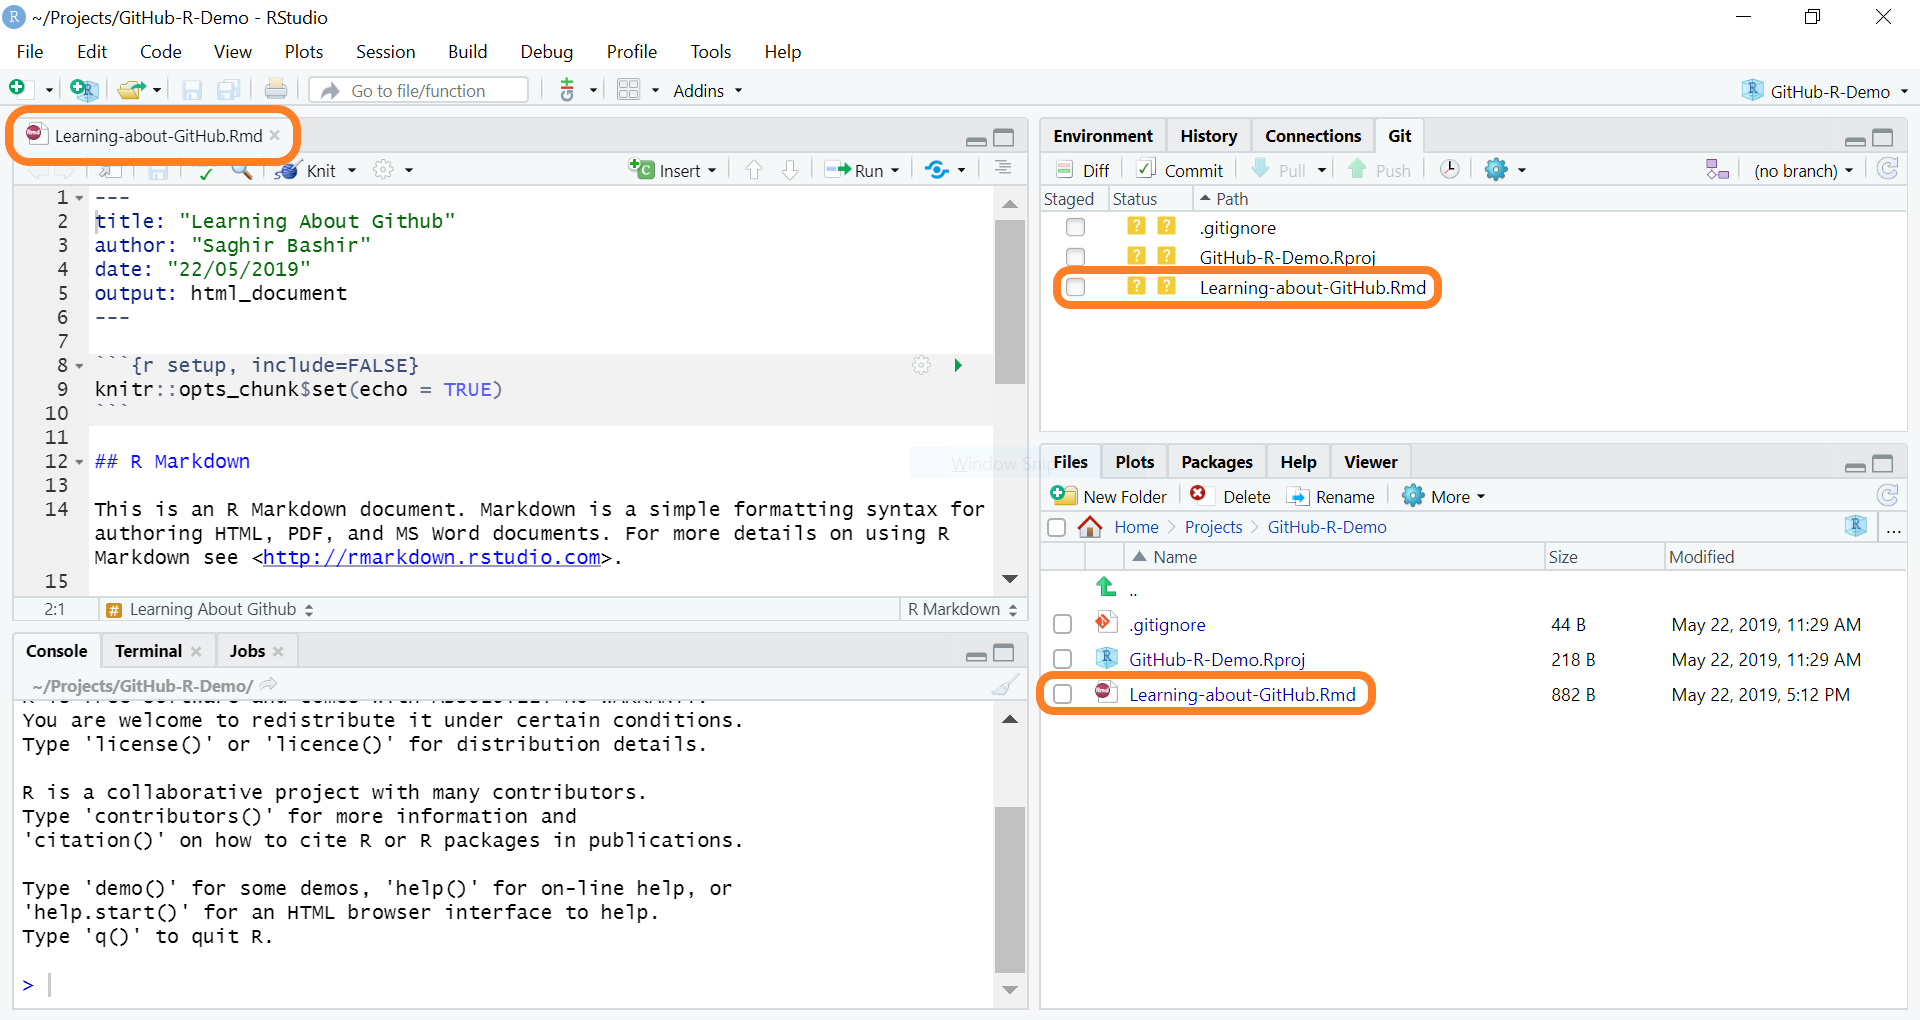 ~/Projects/GitHub-R-Demo - RStudio
File Edit Code View Plots Session Build Debug Profile Tools Help
Go to file/function Addins GitHub-R-Demo
Learning-about-GitHub.Rmd
Knit Insert Run
1 ---
2 title: "Learning About Github"
3 author: "Saghir Bashir"
4 date: "22/05/2019"
5 output: html_document
6 ---
7
8 ```{r setup, include=FALSE}
9 knitr::opts_chunk$set(echo = TRUE)
10 ```
11
12 ## R Markdown
13
14 This is an R Markdown document. Markdown is a simple formatting syntax for
authoring HTML, PDF, and MS Word documents. For more details on using R
Markdown see <http://rmarkdown.rstudio.com>.
15
2:1 Learning About Github R Markdown
Console Terminal Jobs
~/Projects/GitHub-R-Demo/
You are welcome to redistribute it under certain conditions.
Type 'license()' or 'licence()' for distribution details.
R is a collaborative project with many contributors.
Type 'contributors()' for more information and
'citation()' on how to cite R or R packages in publications.
Type 'demo()' for some demos, 'help()' for on-line help, or
'help.start()' for an HTML browser interface to help.
Type 'q()' to quit R.
>
Environment History Connections Git
Diff Commit Pull Push (no branch)
Staged Status Path
? ? .gitignore
? ? GitHub-R-Demo.Rproj
? ? Learning-about-GitHub.Rmd
Window
Files Plots Packages Help Viewer
New Folder Delete Rename More
Home Projects GitHub-R-Demo ...
Name Size Modified
..
.gitignore 44 B May 22, 2019, 11:29 AM
GitHub-R-Demo.Rproj 218 B May 22, 2019, 11:29 AM
Learning-about-GitHub.Rmd 882 B May 22, 2019, 5:12 PM